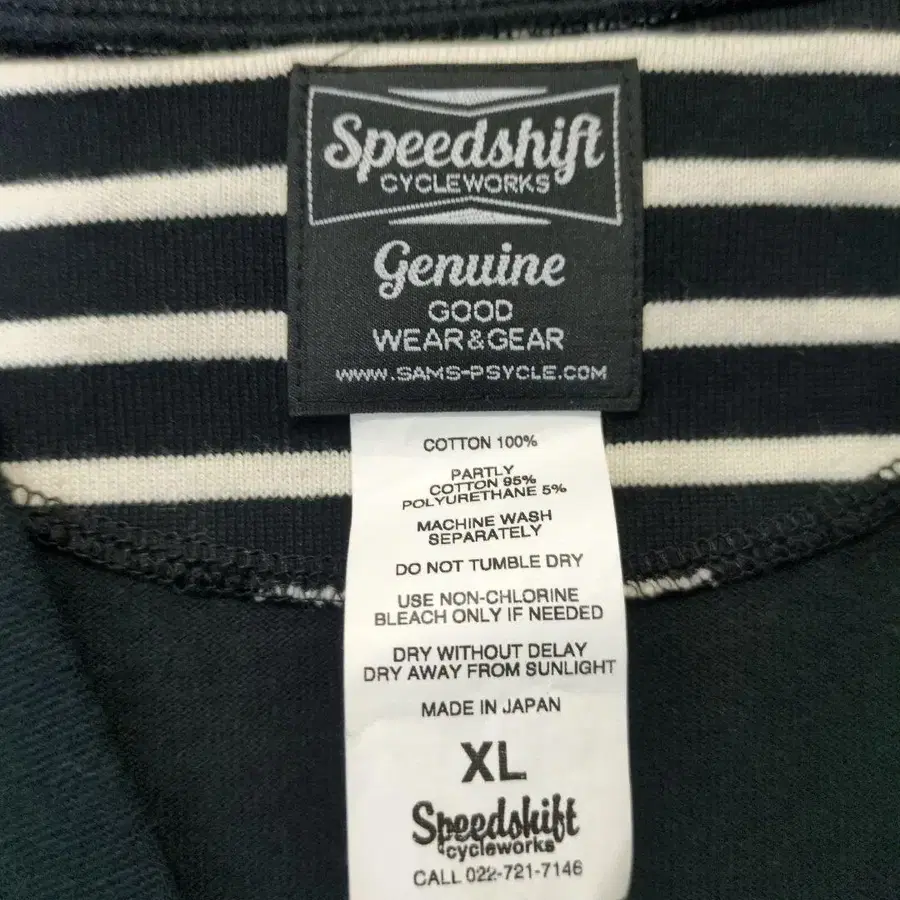 Speedshift
CYCLEWORKS
Genuine
GOOD
WEAR&GEAR
WWW.SAMS-PSYCLE.COM
COTTON 100%
PARTLY
COTTON 95%
POLYURETHANE 5%
MACHINE WASH
SEPARATELY
DO NOT TUMBLE DRY
USE NON-CHLORINE
BLEACH ONLY IF NEEDED
DRY WITHOUT DELAY
DRY AWAY FROM SUNLIGHT
MADE IN JAPAN
XL
Speedshift
cycleworks
CALL 022-721-7146